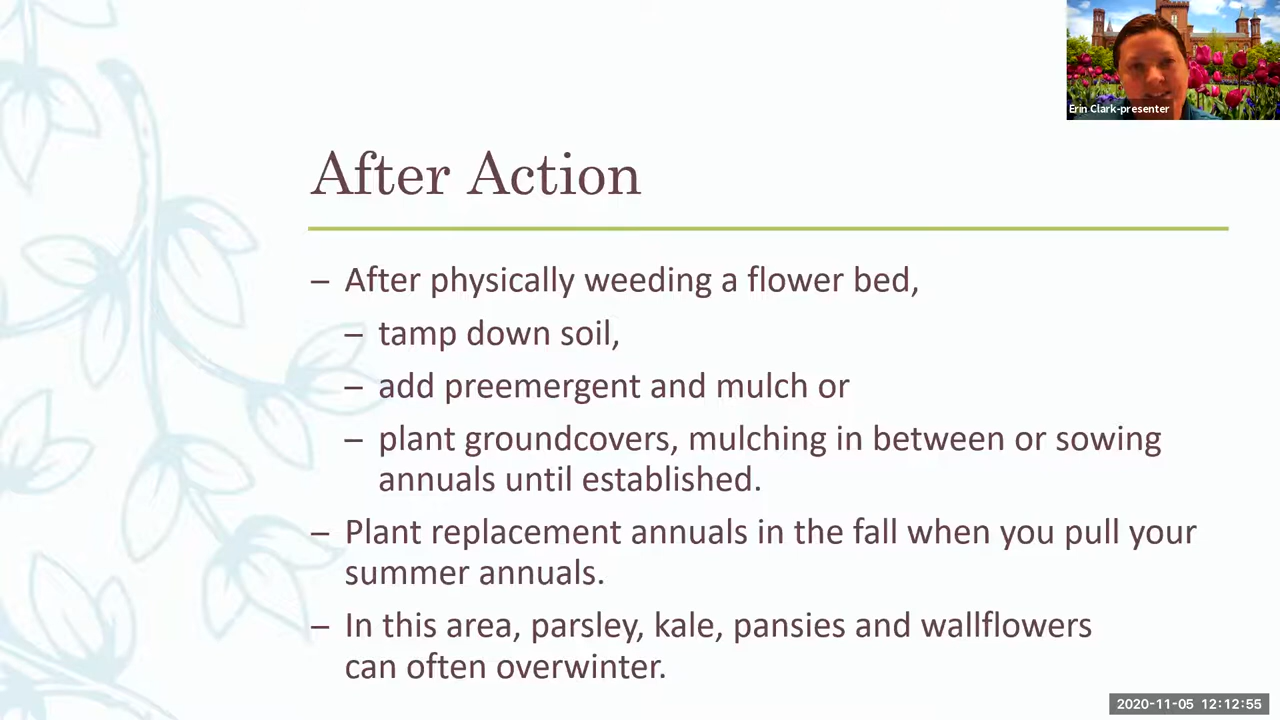 Erin Clark-presenter
After Action
– After physically weeding a flower bed,
– tamp down soil,
– add preemergent and mulch or
– plant groundcovers, mulching in between or sowing
annuals until established.
– Plant replacement annuals in the fall when you pull your
summer annuals.
– In this area, parsley, kale, pansies and wallflowers
can often overwinter.
2020-11-05 12:12:55